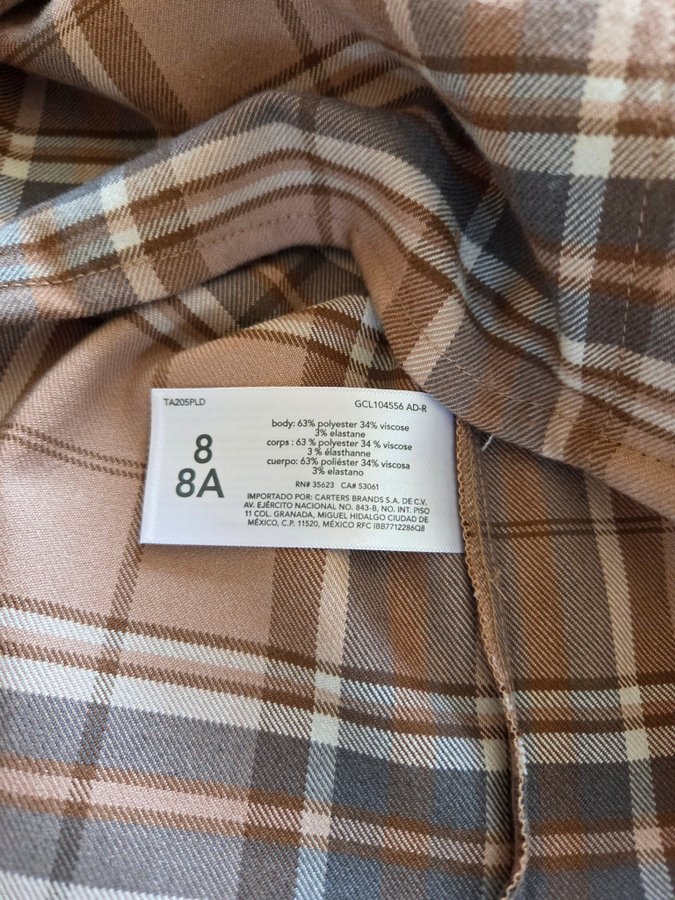 TA205PLD
GCL104556 AD-R
8
8A
body: 63% polyester 34% viscose
3% elastane
corps : 63 % polyester 34 % viscose
3 % élasthanne
cuerpo: 63% poliéster 34% viscosa
3% elastano
RN# 35623 CA# 53061
IMPORTADO POR: CARTERS BRANDS S.A. DE C.V.
AV. EJÉRCITO NACIONAL NO. 843-B, NO. INT. PISO
11 COL. GRANADA, MIGUEL HIDALGO CIUDAD DE
MÉXICO, C.P. 11520, MÉXICO RFC IBB7712286Q8